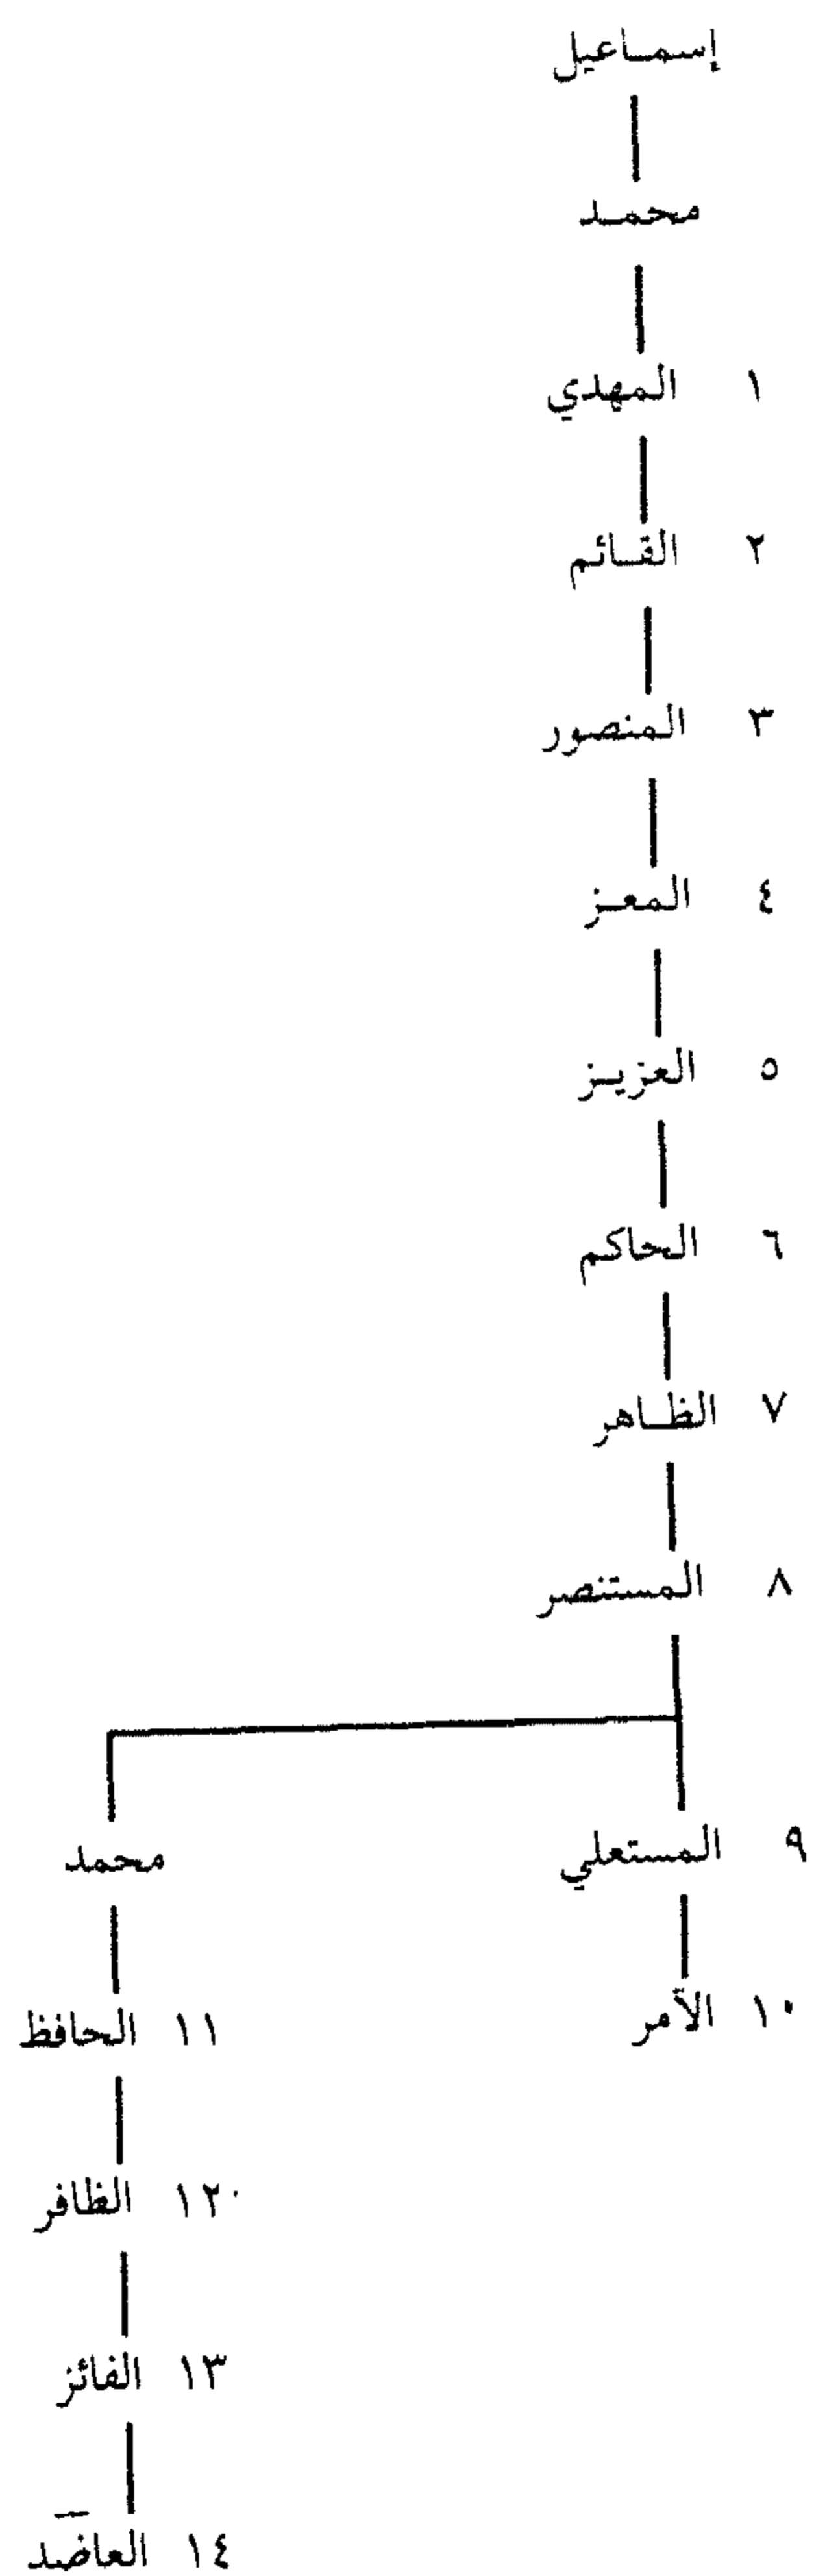 إسماعيل
محمد
١ المهدي
٢ القائم
٣ المنصور
٤ المعز
٥ العزيز
٦ الحاكم
٧ الظاهر
٨ المستنصر
٩ المستعلي
محمد
١٠ الآمر
١١ الحافظ
١٢ الظافر
١٣ الفائز
١٤ العاضد